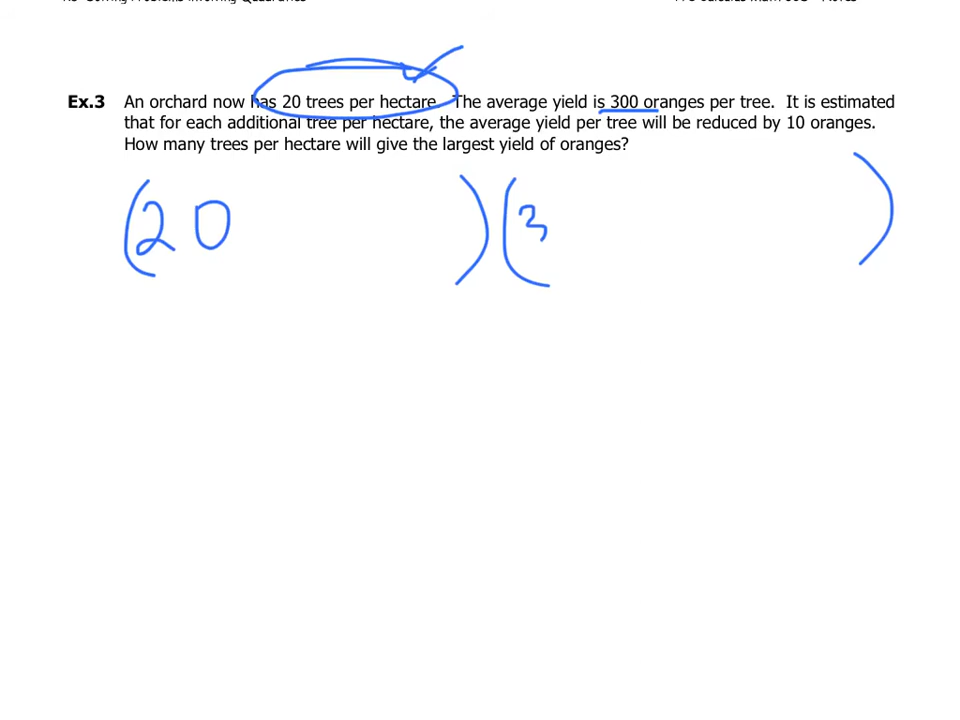 Ex.3 An orchard now has 20 trees per hectare. The average yield is 300 oranges per tree. It is estimated
that for each additional tree per hectare, the average yield per tree will be reduced by 10 oranges.
How many trees per hectare will give the largest yield of oranges?
(20 )(3 )